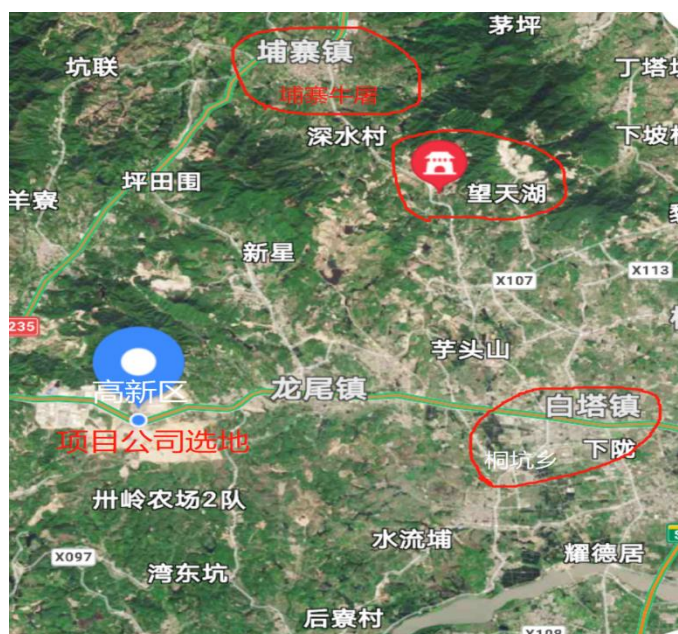 茅坪
埔寨镇
坑联
丁塔
埔寨牛磨
深水村
下坡
坪田围
羊寮
望天湖
新星
X113
X107
235
芋头山
高新区
龙尾镇
白塔镇
项目公司选地
下陇
桐坑乡
卅岭农场2队
水流埔
耀德居
X097
湾东坑
后寮村
X108